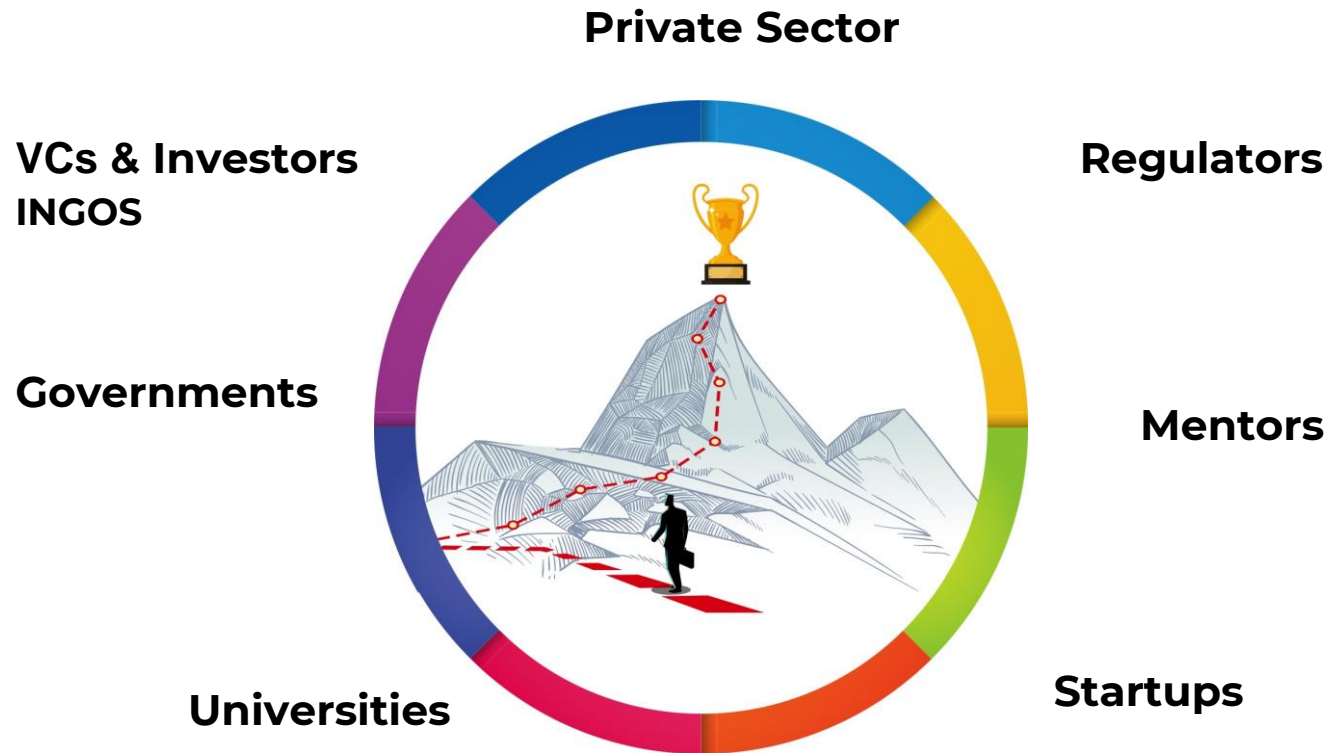 Private Sector
VCs & Investors
INGOS
Regulators
Governments
Mentors
Startups
Universities